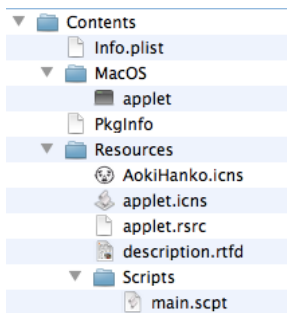 Contents
Info.plist
MacOS
applet
PkgInfo
Resources
AokiHanko.icns
applet.icns
applet.rsrc
description.rtfd
Scripts
main.scpt